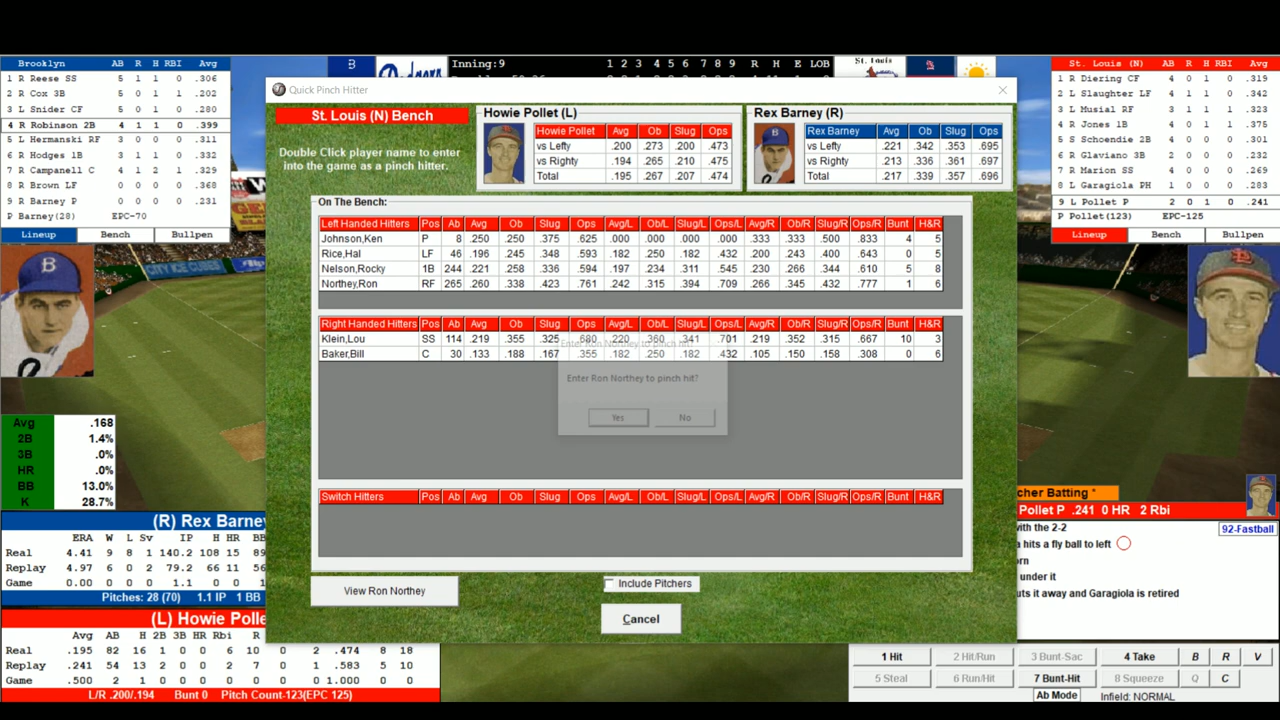 Brooklyn AB R H RBI Avg
1 R Reese SS 5 1 1 0 .306
2 R Cox 3B 5 0 0 0 .202
3 L Snider CF 5 0 0 0 .280
4 R Robinson 2B 4 1 1 0 .399
5 L Hermanski RF 3 1 1 0 .311
6 R Hodges 1B 3 1 1 0 .332
7 R Campanell C 4 1 2 1 .329
8 R Brown LF 0 0 0 0 .368
9 R Barney P 0 0 0 0 .231
P Barney(28) EPC-70
Lineup Bench Bullpen
B
Inning:9 1 2 3 4 5 6 7 8 9 R H E LOB
St. Louis
St. Louis (N) AB R H RBI Avg
1 R Diering CF 4 0 1 0 .319
2 L Slaughter LF 4 0 1 0 .342
3 L Musial RF 3 1 1 1 .323
4 R Jones 1B 4 0 1 0 .375
5 S Schoendie 2B 4 0 1 0 .301
6 R Glaviano 3B 2 0 0 0 .232
7 R Marion SS 4 0 0 0 .269
8 L Garagiola PH 1 0 0 0 .283
9 L Pollet P 2 0 1 0 .241
P Pollet(123) EPC-125
Lineup Bench Bullpen
Quick Pinch Hitter
St. Louis (N) Bench
Double Click player name to enter
into the game as a pinch hitter.
Howie Pollet (L)
Howie Pollet Avg Ob Slug Ops
vs Lefty .200 .273 .200 .473
vs Righty .194 .265 .210 .475
Total .195 .267 .207 .474
Rex Barney (R)
Rex Barney Avg Ob Slug Ops
vs Lefty .221 .342 .353 .695
vs Righty .213 .336 .361 .697
Total .217 .339 .357 .696
On The Bench:
Left Handed Hitters Pos Ab Avg Ob Slug Ops Avg/L Ob/L Slug/L Ops/L Avg/R Ob/R Slug/R Ops/R Bunt H&R
Johnson,Ken P 8 .250 .250 .375 .625 .000 .000 .000 .000 .333 .333 .500 .833 4 5
Rice,Hal LF 46 .196 .245 .348 .593 .182 .250 .182 .432 .200 .243 .400 .643 0 5
Nelson,Rocky 1B 244 .221 .258 .336 .594 .197 .234 .311 .545 .230 .266 .344 .610 5 8
Northey,Ron RF 265 .260 .338 .423 .761 .242 .315 .394 .709 .266 .345 .432 .777 1 6
Right Handed Hitters Pos Ab Avg Ob Slug Ops Avg/L Ob/L Slug/L Ops/L Avg/R Ob/R Slug/R Ops/R Bunt H&R
Klein,Lou SS 114 .219 .355 .325 .680 .220 .360 .341 .701 .219 .352 .315 .667 10 3
Baker,Bill C 30 .133 .188 .167 .355 .182 .250 .182 .432 .105 .150 .158 .308 0 6
Enter Ron Northey to pinch hit?
Enter Ron Northey to pinch hit?
Yes No
Switch Hitters Pos Ab Avg Ob Slug Ops Avg/L Ob/L Slug/L Ops/L Avg/R Ob/R Slug/R Ops/R Bunt H&R
View Ron Northey
Include Pitchers
Cancel
CITY ICE CUBES
Avg .168
2B 1.4%
3B .0%
HR .0%
BB 13.0%
K 28.7%
(R) Rex Barney
ERA W L Sv IP H HR BB
Real 4.41 9 8 1 140.2 108 15 89
Replay 4.97 6 0 2 79.2 66 11 56
Game 0.00 0 0 1.1 0 0 1
Pitches: 28 (70) 1.1 IP 1 BB
(L) Howie Polle
Avg AB H 2B 3B HR Rbi R
Real .195 82 16 1 0 0 6 10 0 2 .474 8 18
Replay .241 54 13 2 0 0 2 7 0 1 .583 5 10
Game .500 2 1 0 0 0 0 0 0 0 1.000
L/R .200/.194 Bunt 0 Pitch Count-123(EPC 125)
cher Batting *
Pollet P .241 0 HR 2 Rbi
with the 2-2
92-Fastball
a hits a fly ball to left
orn
under it
uts it away and Garagiola is retired
1 Hit 2 Hit/Run 3 Bunt-Sac 4 Take B R V
5 Steal 6 Run/Hit 7 Bunt-Hit 8 Squeeze Q C
Ab Mode Infield: NORMAL